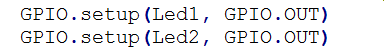 GPIO.setup(Led1, GPIO.OUT)
GPIO.setup(Led2, GPIO.OUT)